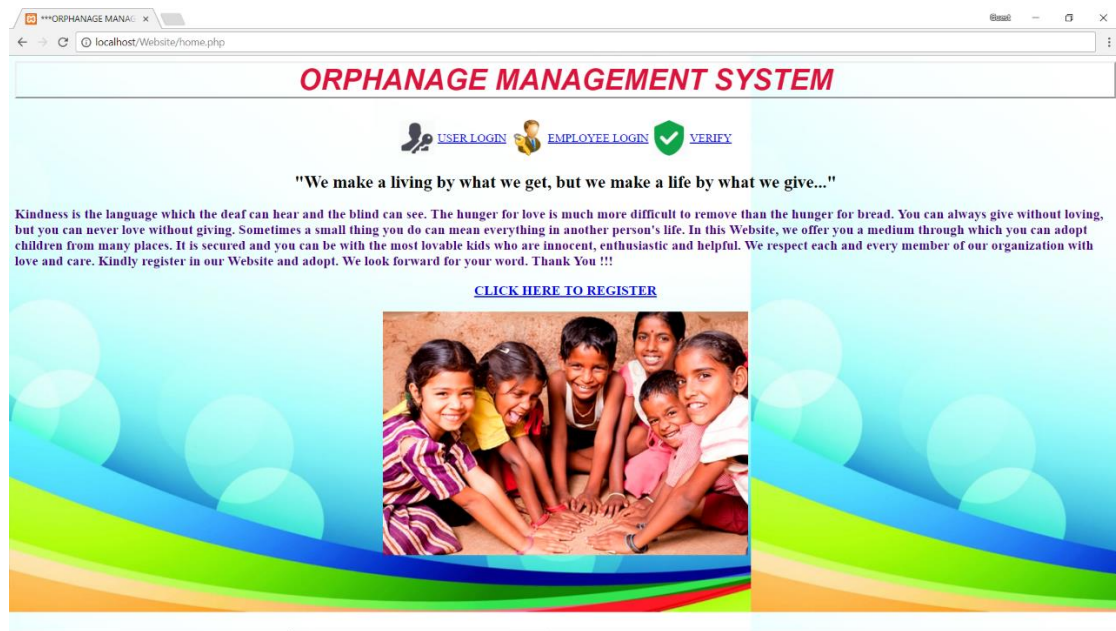 ***ORPHANAGE MANAG
Guest
localhost/Website/home.php
ORPHANAGE MANAGEMENT SYSTEM
USER LOGIN EMPLOYEE LOGIN VERIFY
"We make a living by what we get, but we make a life by what we give..."
Kindness is the language which the deaf can hear and the blind can see. The hunger for love is much more difficult to remove than the hunger for bread. You can always give without loving,
but you can never love without giving. Sometimes a small thing you do can mean everything in another person's life. In this Website, we offer you a medium through which you can adopt
children from many places. It is secured and you can be with the most lovable kids who are innocent, enthusiastic and helpful. We respect each and every member of our organization with
love and care. Kindly register in our Website and adopt. We look forward for your word. Thank You !!!
CLICK HERE TO REGISTER